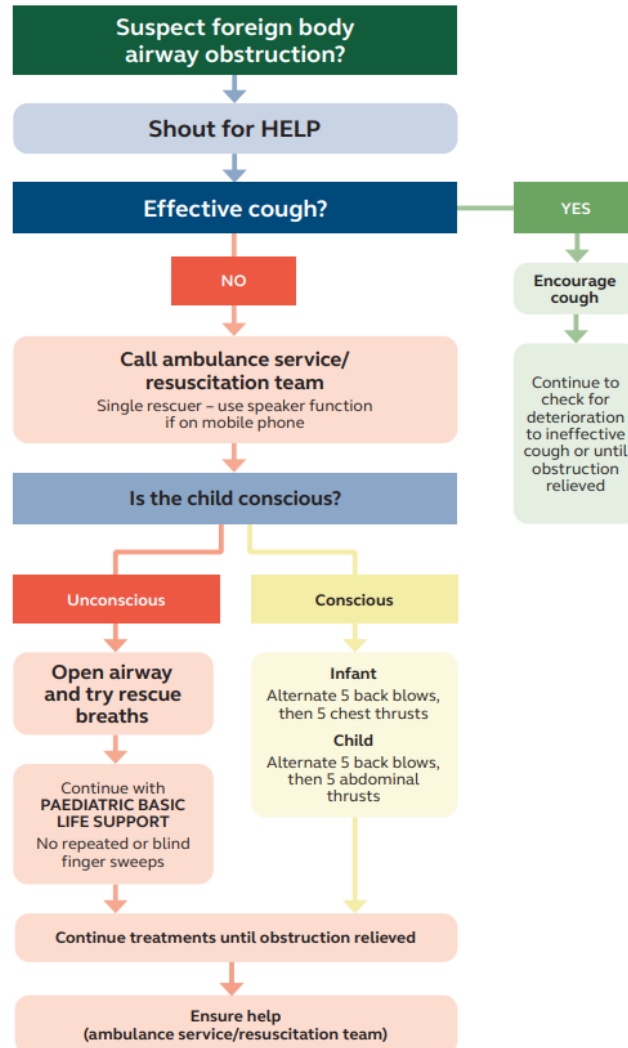 Suspect foreign body
airway obstruction?
Shout for HELP
Effective cough?
YES
NO
Encourage
cough
Call ambulance service/
resuscitation team
Single rescuer – use speaker function
if on mobile phone
Continue to
check for
deterioration
to ineffective
cough or until
obstruction
relieved
Is the child conscious?
Unconscious
Conscious
Open airway
and try rescue
breaths
Infant
Alternate 5 back blows,
then 5 chest thrusts
Child
Alternate 5 back blows,
then 5 abdominal
thrusts
Continue with
PAEDIATRIC BASIC
LIFE SUPPORT
No repeated or blind
finger sweeps
Continue treatments until obstruction relieved
Ensure help
(ambulance service/resuscitation team)